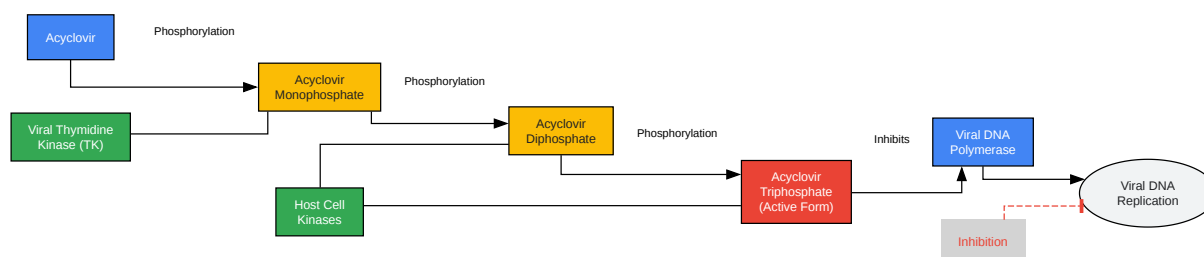 Acyclovir
Phosphorylation
Viral Thymidine
Kinase (TK)
Acyclovir
Monophosphate
Phosphorylation
Acyclovir
Diphosphate
Host Cell
Kinases
Phosphorylation
Acyclovir
Triphosphate
(Active Form)
Inhibits
Viral DNA
Polymerase
Viral DNA
Replication
Inhibition